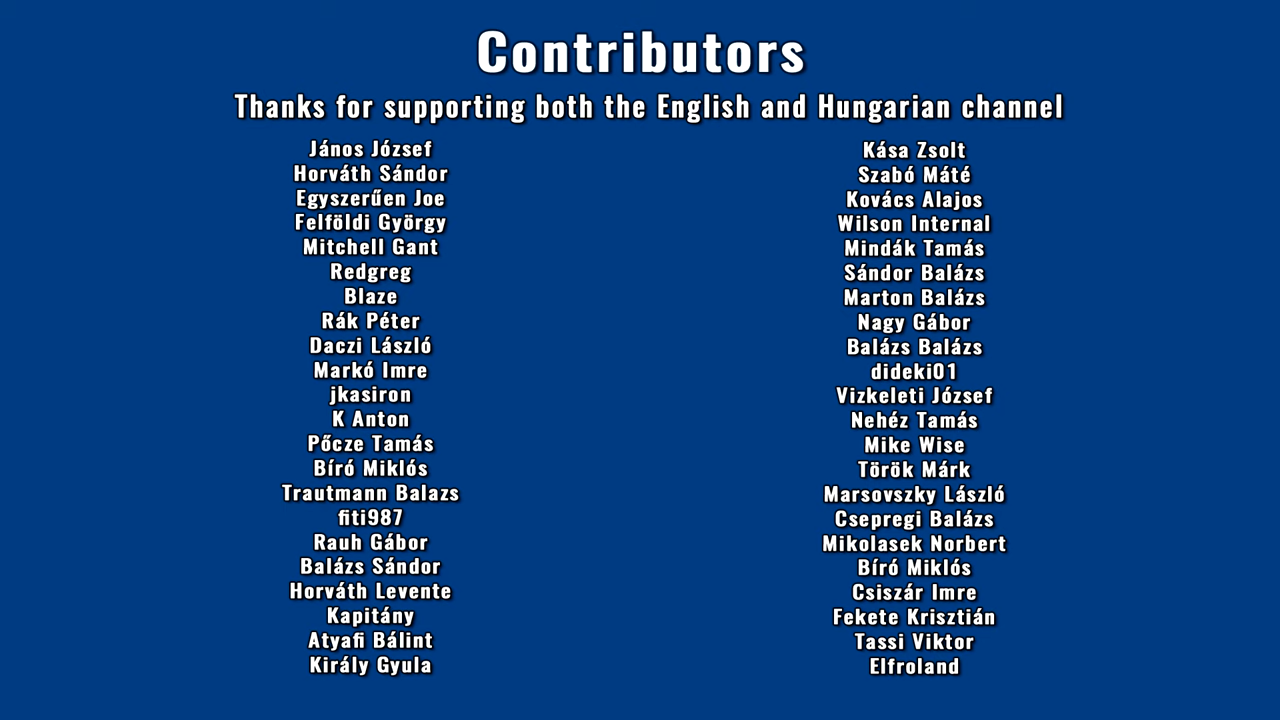 Contributors
Thanks for supporting both the English and Hungarian channel
János József
Horváth Sándor
Egyszerűen Joe
Felföldi György
Mitchell Gant
Redgreg
Blaze
Rák Péter
Daczi László
Markó Imre
jkasiron
K Anton
Pőcze Tamás
Bíró Miklós
Trautmann Balazs
fiti987
Rauh Gábor
Balázs Sándor
Horváth Levente
Kapitány
Atyafi Bálint
Király Gyula
Kása Zsolt
Szabó Máté
Kovács Alajos
Wilson Internal
Mindák Tamás
Sándor Balázs
Marton Balázs
Nagy Gábor
Balázs Balázs
dideki01
Vizkeleti József
Nehéz Tamás
Mike Wise
Török Márk
Marsovszky László
Csepregi Balázs
Mikolasek Norbert
Bíró Miklós
Csiszár Imre
Fekete Krisztián
Tassi Viktor
Elfroland